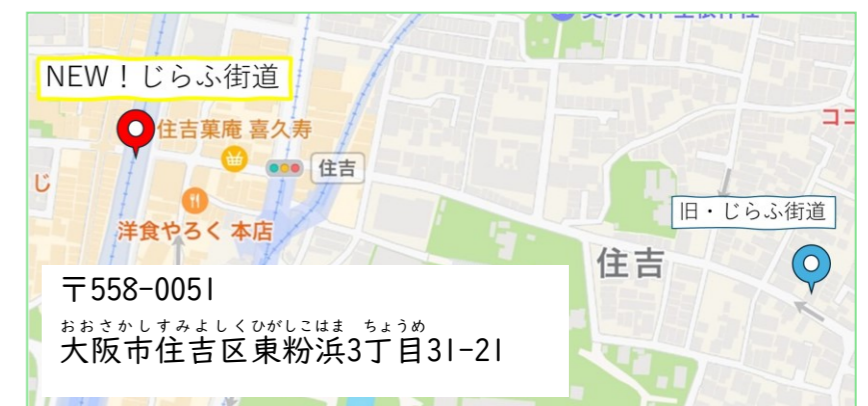 NEW!じらふ街道
住吉菓庵 喜久寿
住吉
ココ
じ
旧・じらふ街道
洋食やろく 本店
住吉
〒558-0051
おおさかしすみよしくひがしこはま ちょうめ
大阪市住吉区東粉浜3丁目31-21